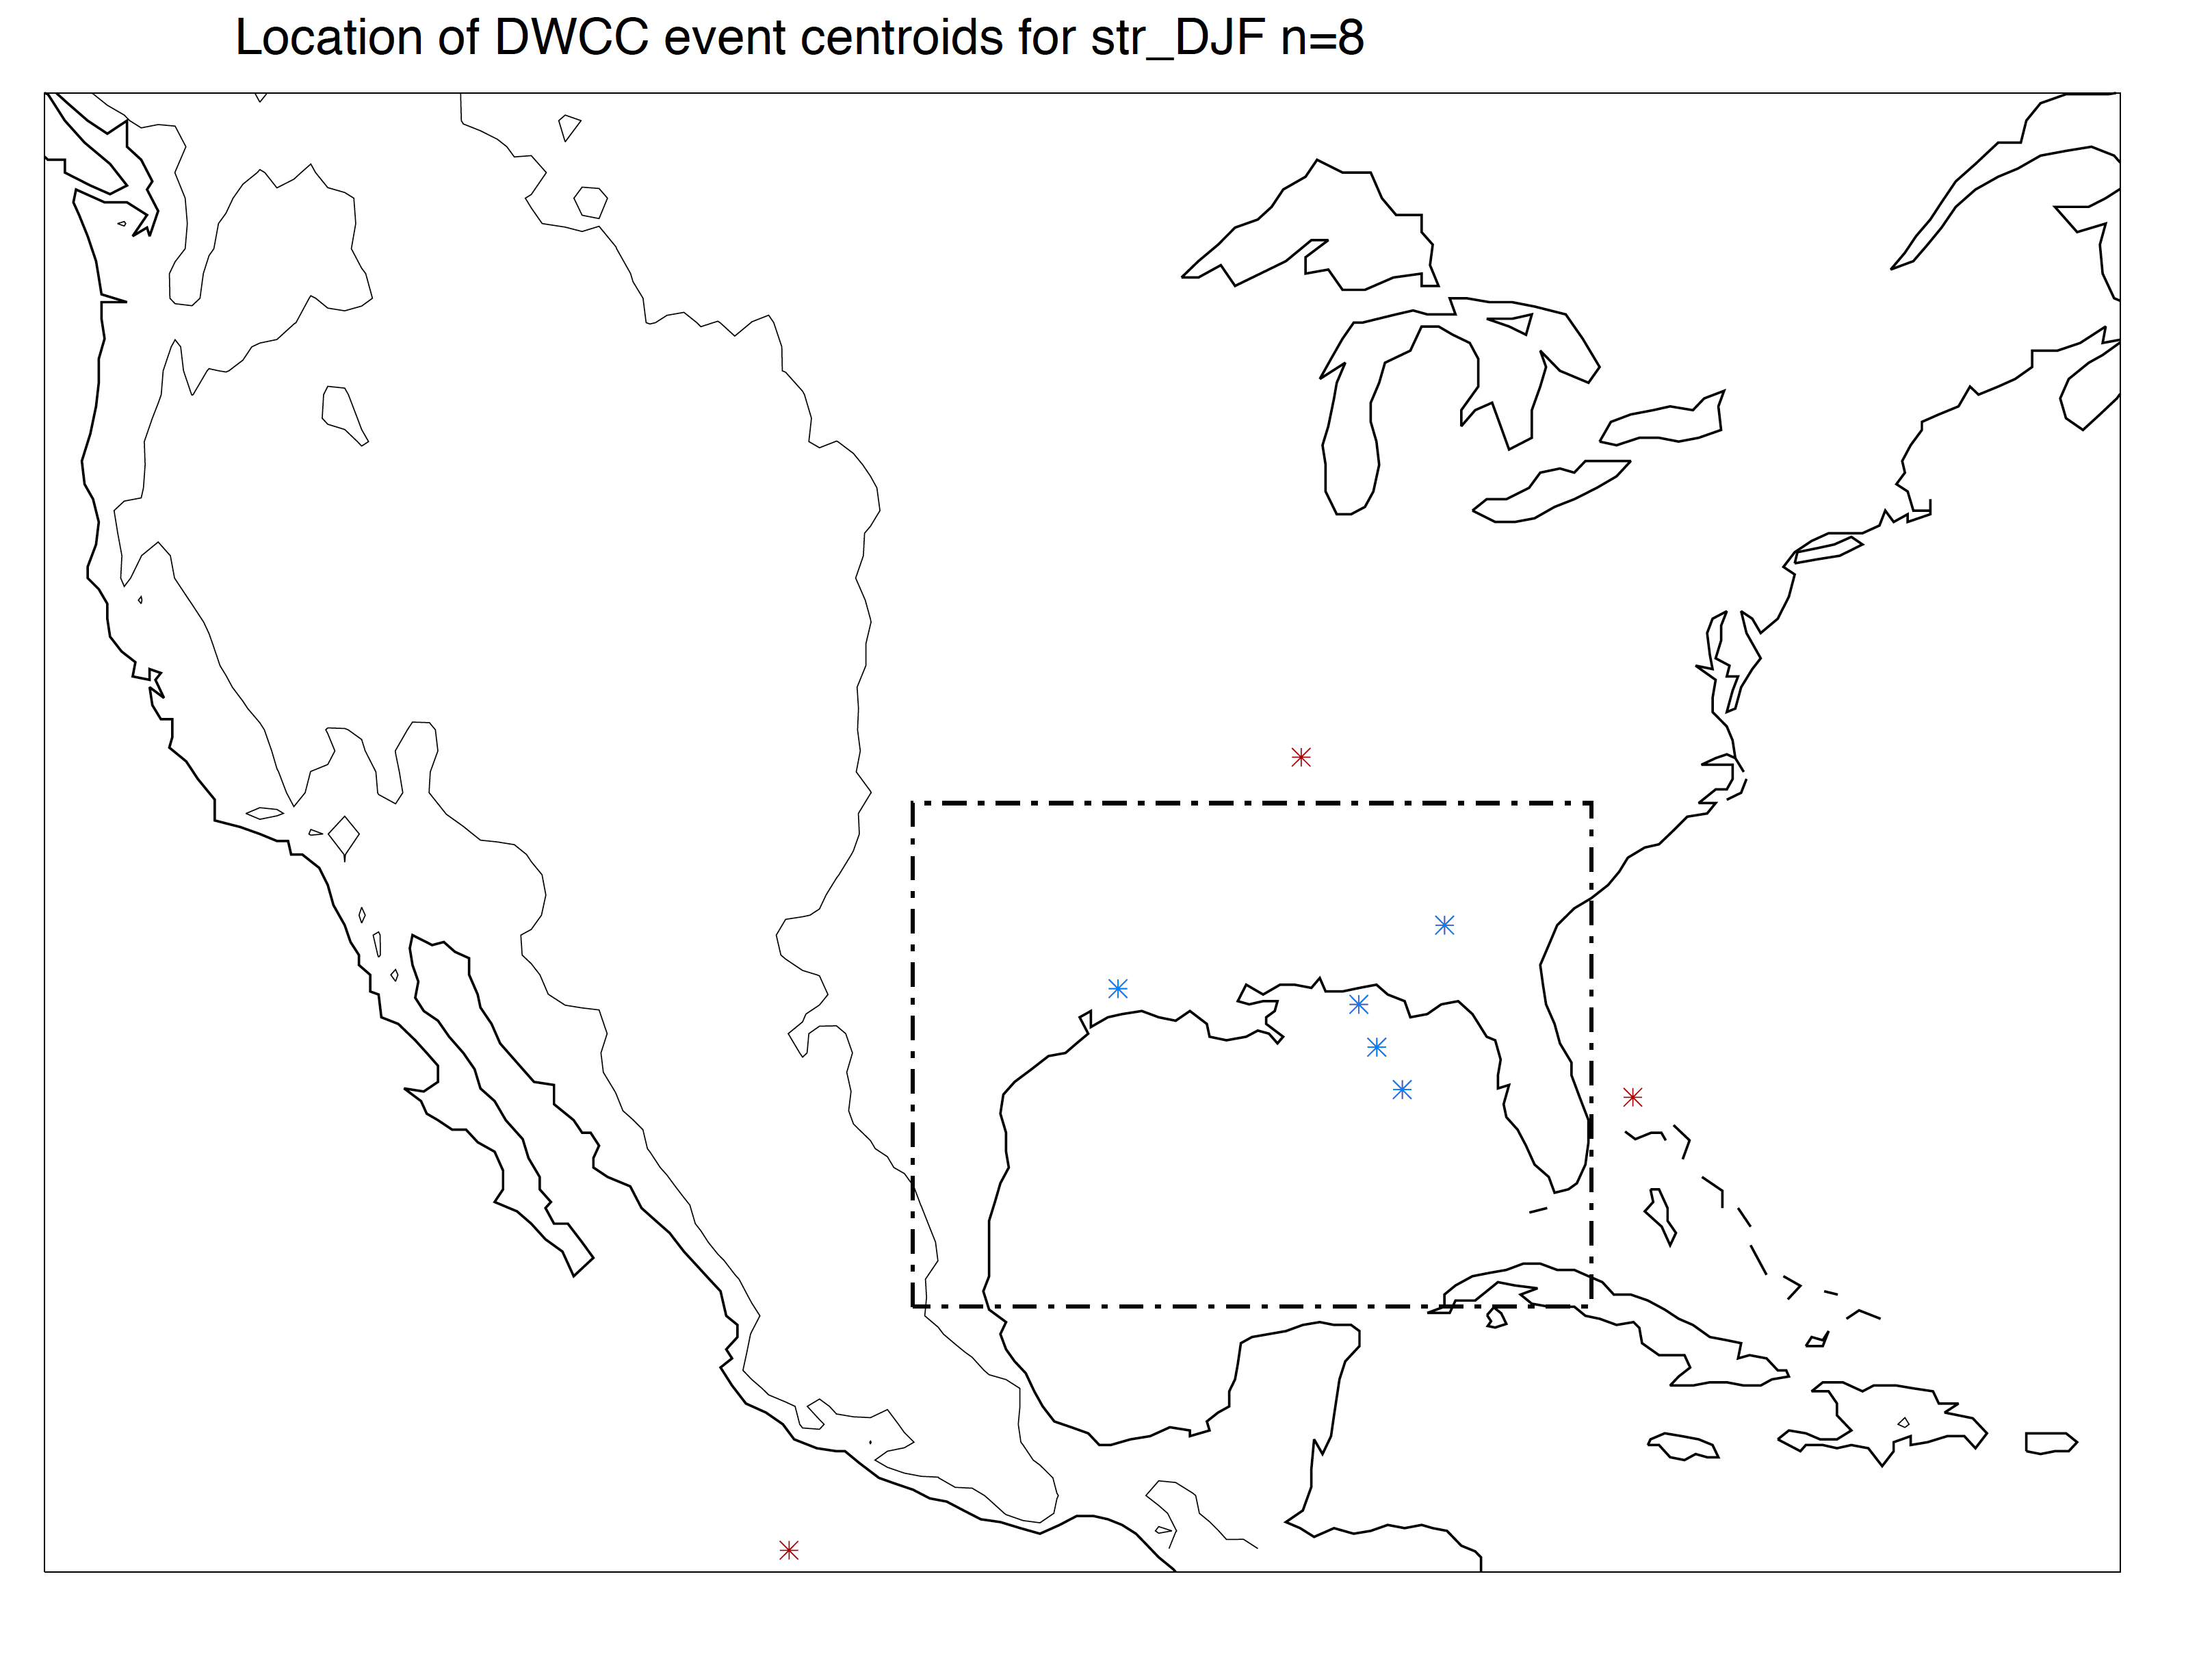 Location of DWCC event centroids for str_DJF n=8